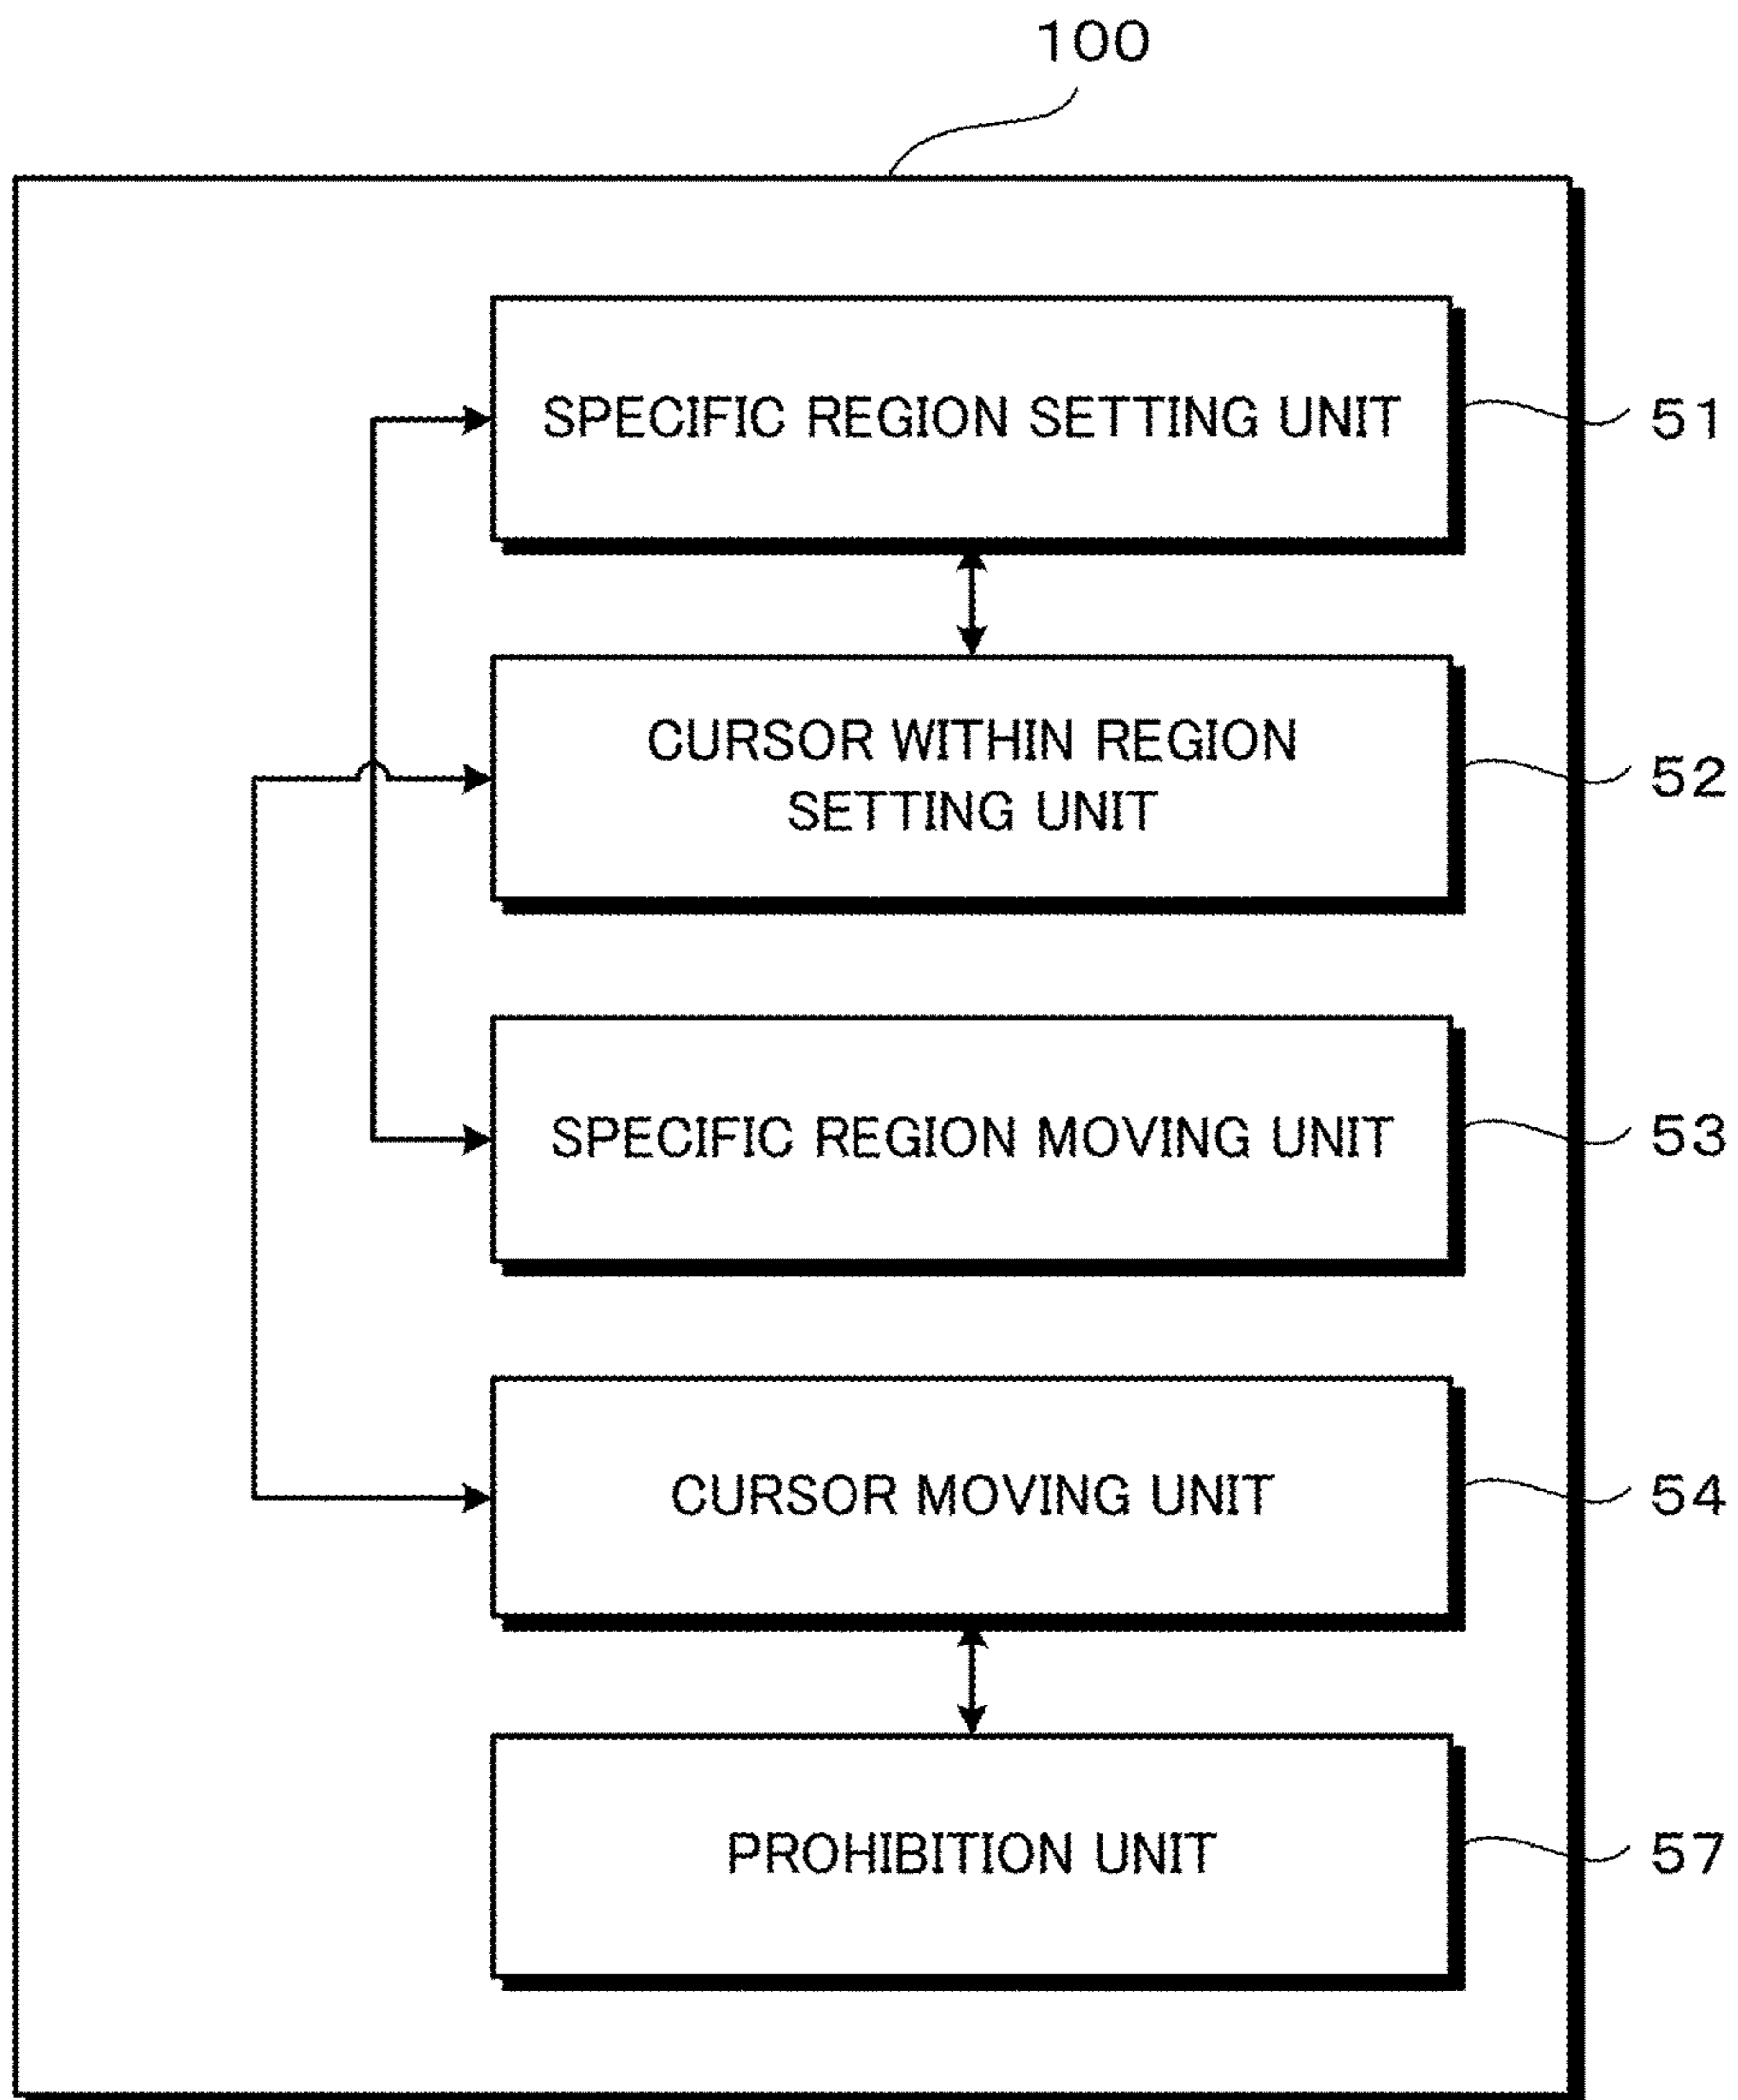 100
SPECIFIC REGION SETTING UNIT
51
CURSOR WITHIN REGION
SETTING UNIT
52
SPECIFIC REGION MOVING UNIT
53
CURSOR MOVING UNIT
54
PROHIBITION UNIT
57